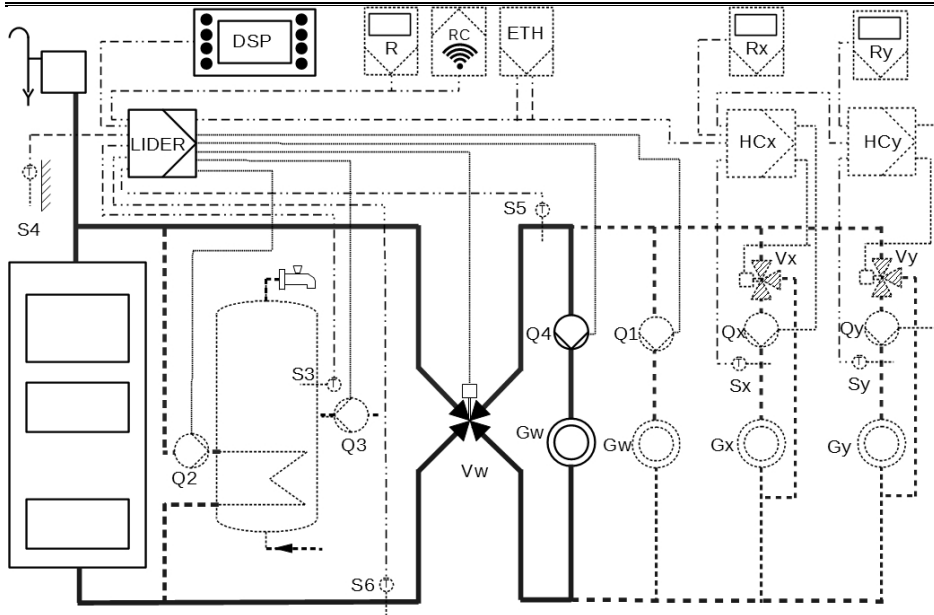 DSP
R
RC
ETH
Rx
Ry
LIDER
HCx
HCy
S4
S5
Vx
Vy
Q4
Q1
Qx
Qy
S3
Sx
Sy
Q3
Q2
Vw
Gw
Gw
Gx
Gy
S6
T
T
T
T
T
T